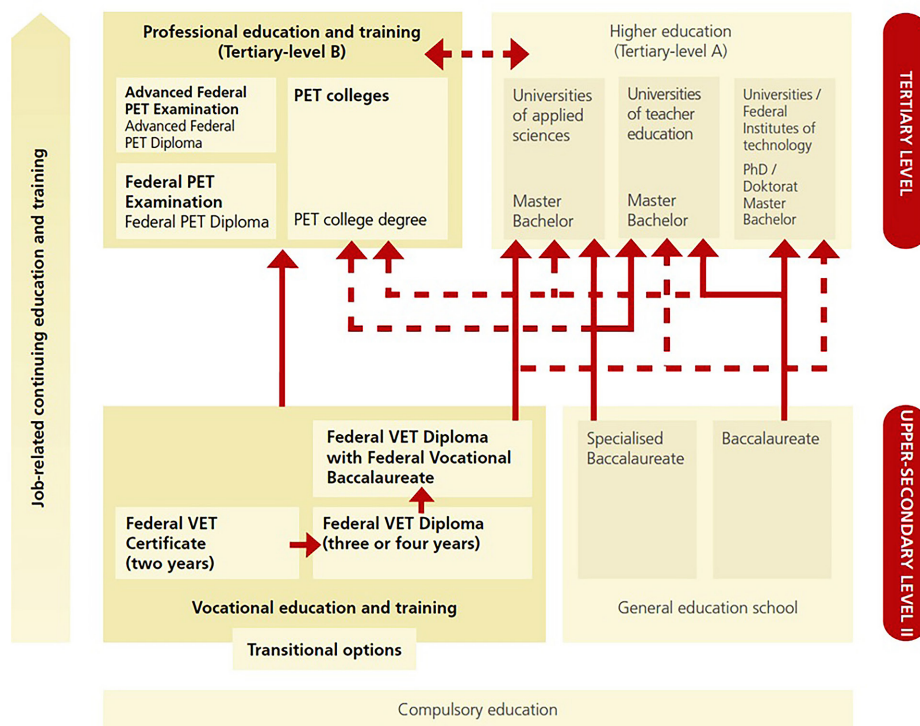 Job-related continuing education and training
Professional education and training
(Tertiary-level B)
Advanced Federal
PET Examination
Advanced Federal
PET Diploma
Federal PET
Examination
Federal PET Diploma
PET colleges
PET college degree
Higher education
(Tertiary-level A)
Universities
of applied
sciences
Master
Bachelor
Universities
of teacher
education
Master
Bachelor
Universities /
Federal
Institutes of
technology
PhD /
Doktorat
Master
Bachelor
TERTIARY LEVEL
Federal VET Diploma
with Federal Vocational
Baccalaureate
Federal VET
Certificate
(two years)
Federal VET Diploma
(three or four years)
Vocational education and training
Transitional options
Specialised
Baccalaureate
Baccalaureate
General education school
UPPER-SECONDARY LEVEL II
Compulsory education